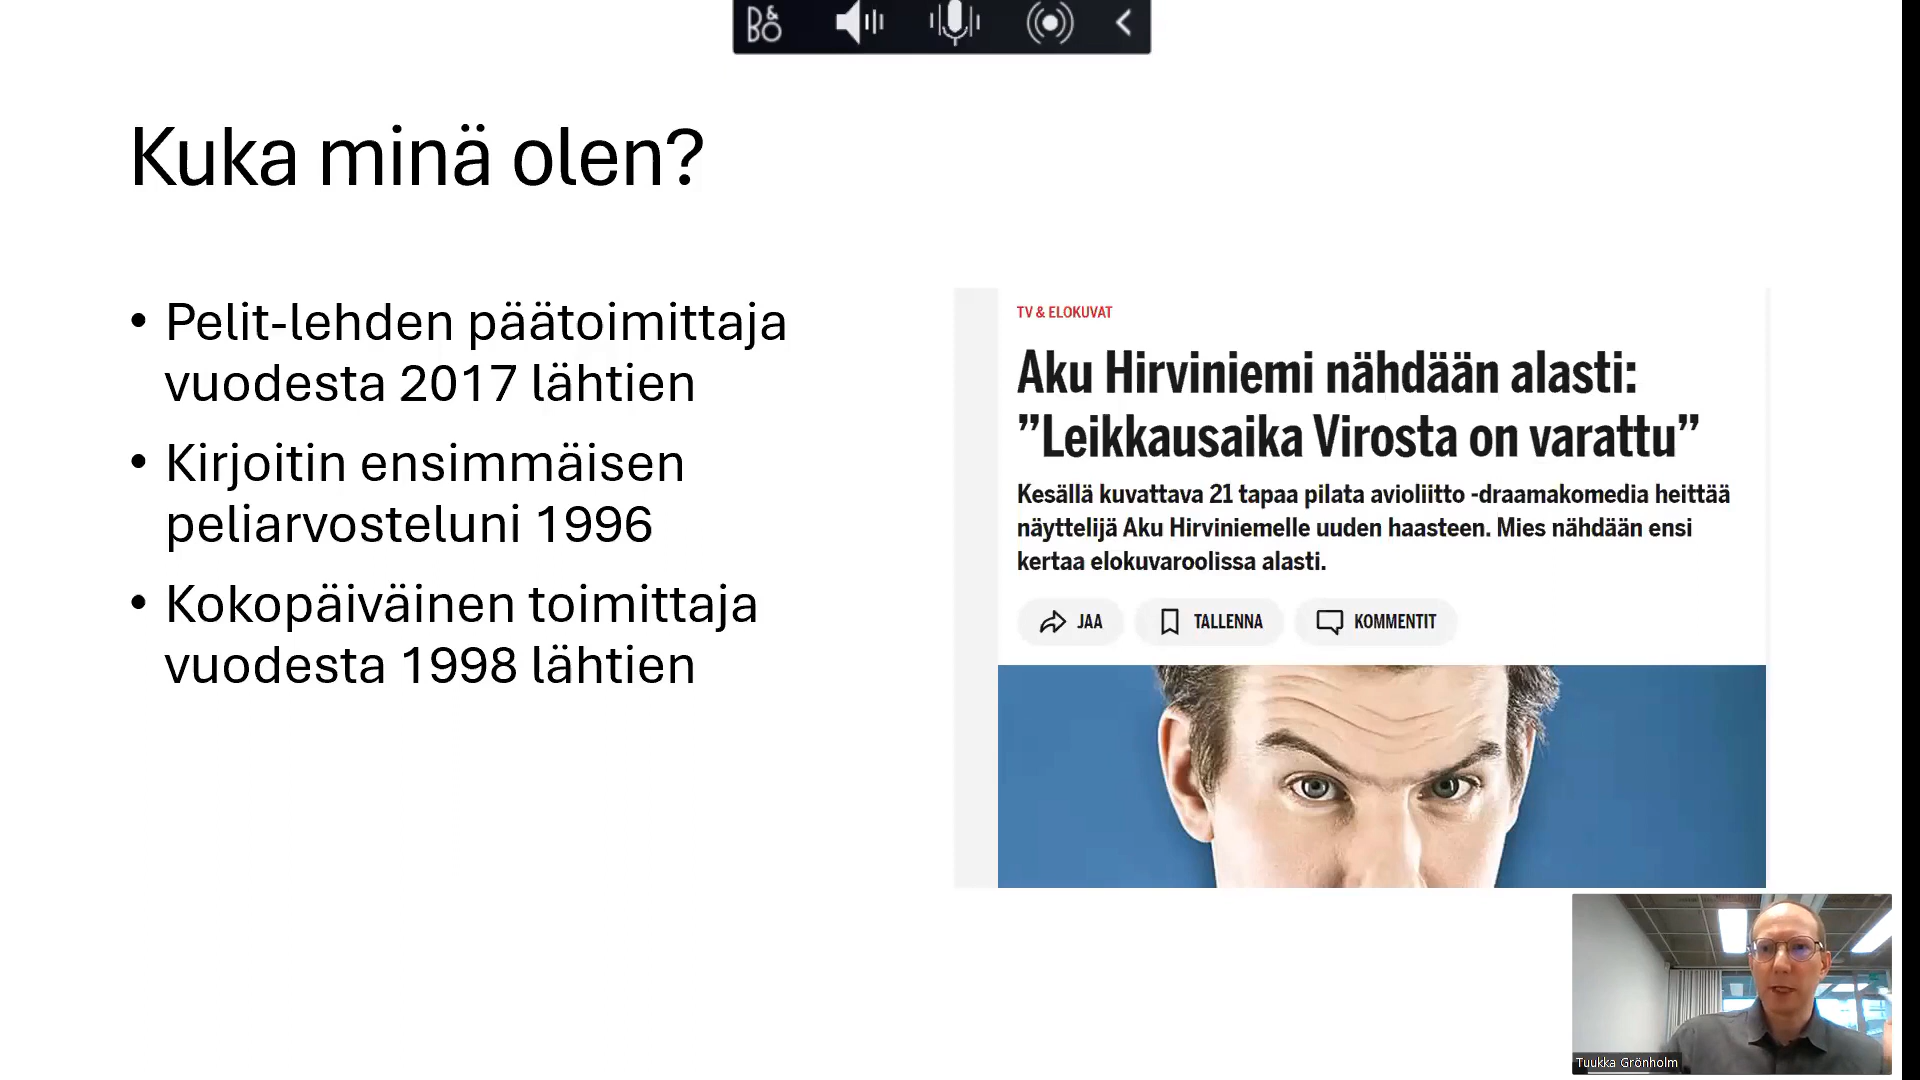 B&O
Kuka minä olen?
• Pelit-lehden päätoimittaja
vuodesta 2017 lähtien
• Kirjoitin ensimmäisen
peliarvosteluni 1996
• Kokopäiväinen toimittaja
vuodesta 1998 lähtien
TV & ELOKUVAT
Aku Hirviniemi nähdään alasti:
”Leikkausaika Virosta on varattu”
Kesällä kuvattava 21 tapaa pilata avioliitto -draamakomedia heittää
näyttelijä Aku Hirviniemelle uuden haasteen. Mies nähdään ensi
kertaa elokuvaroolissa alasti.
JAA TALLENNA KOMMENTIT
Tuukka Grönholm